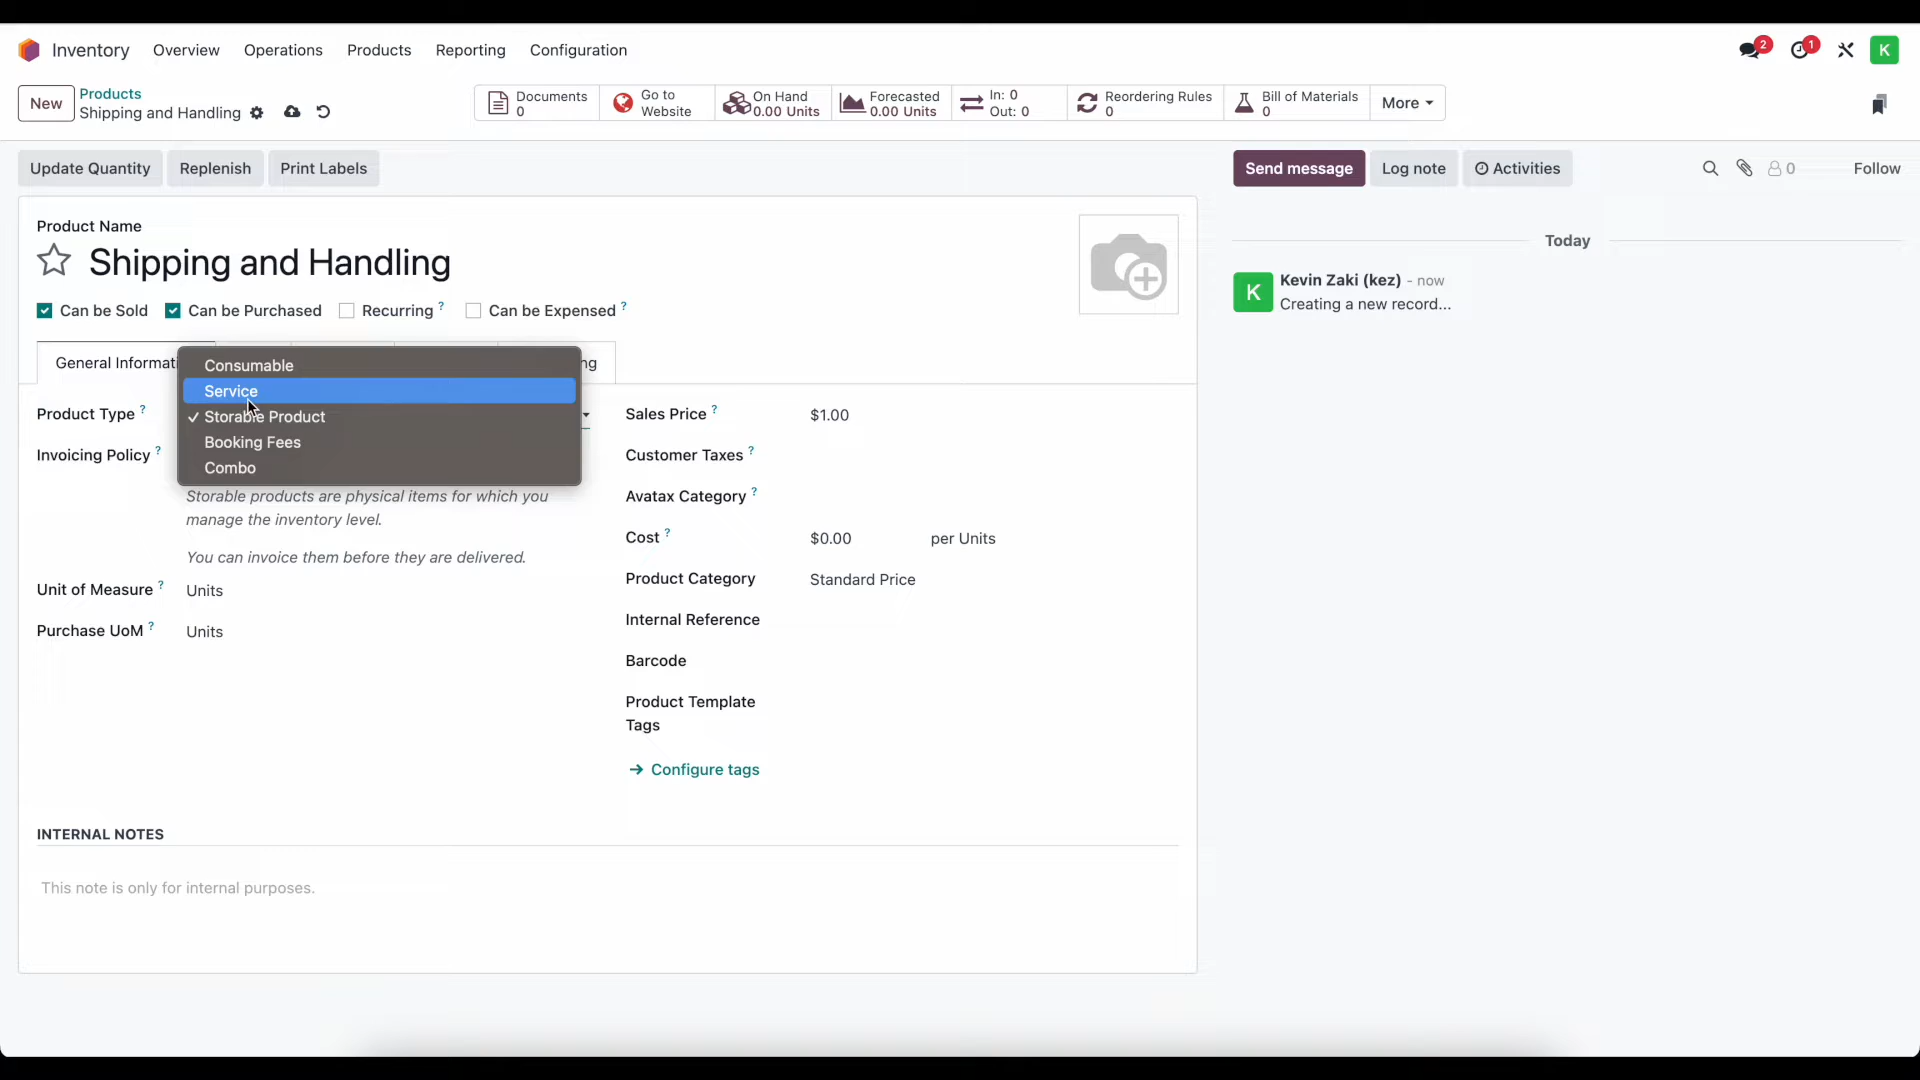 Inventory Overview Operations Products Reporting Configuration 2 1 K
New Products Documents 0 Go to Website On Hand 0.00 Units Forecasted 0.00 Units In: 0 Out: 0 Reordering Rules 0 Bill of Materials 0 More
Shipping and Handling
Update Quantity Replenish Print Labels Send message Log note Activities 0 Follow
Product Name
Shipping and Handling
Today
Can be Sold Can be Purchased Recurring ? Can be Expensed ?
K Kevin Zaki (kez) - now
Creating a new record...
General Informati ng
Consumable
Service
✓ Storable Product
Booking Fees
Combo
Product Type ?
Invoicing Policy ?
Storable products are physical items for which you
manage the inventory level.
You can invoice them before they are delivered.
Unit of Measure ? Units
Purchase UoM ? Units
Sales Price ? $1.00
Customer Taxes ?
Avatax Category ?
Cost ? $0.00 per Units
Product Category Standard Price
Internal Reference
Barcode
Product Template
Tags
→ Configure tags
INTERNAL NOTES
This note is only for internal purposes.